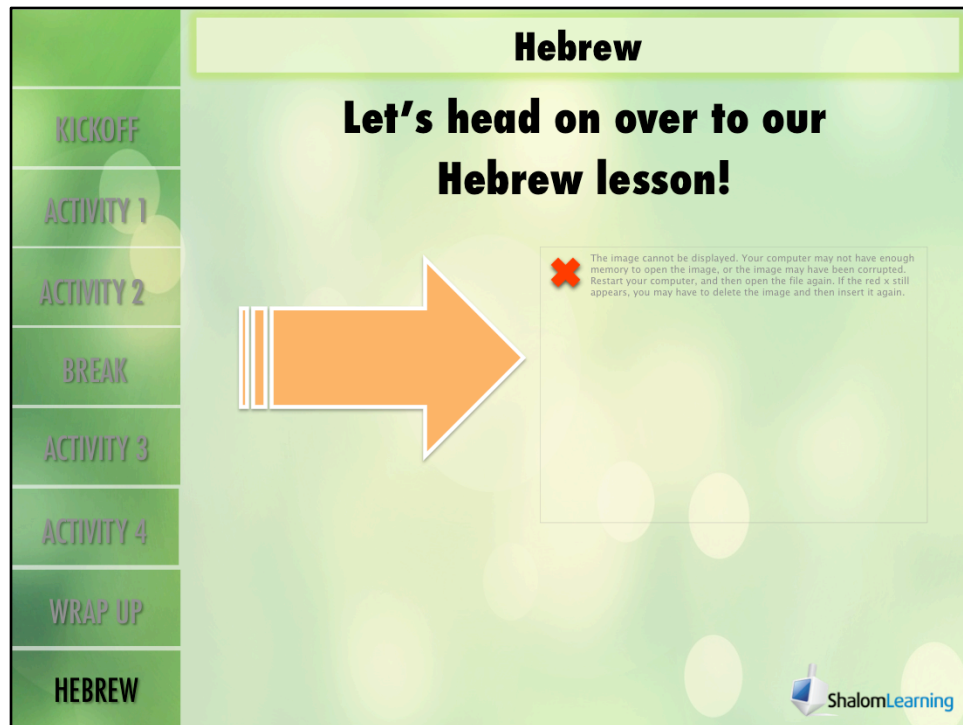 Hebrew
Let's head on over to our
Hebrew lesson!
KICKOFF
ACTIVITY 1
ACTIVITY 2
BREAK
ACTIVITY 3
ACTIVITY 4
WRAP UP
HEBREW
The image cannot be displayed. Your computer may not have enough
memory to open the image, or the image may have been corrupted.
Restart your computer, and then open the file again. If the red x still
appears, you may have to delete the image and then insert it again.
ShalomLearning